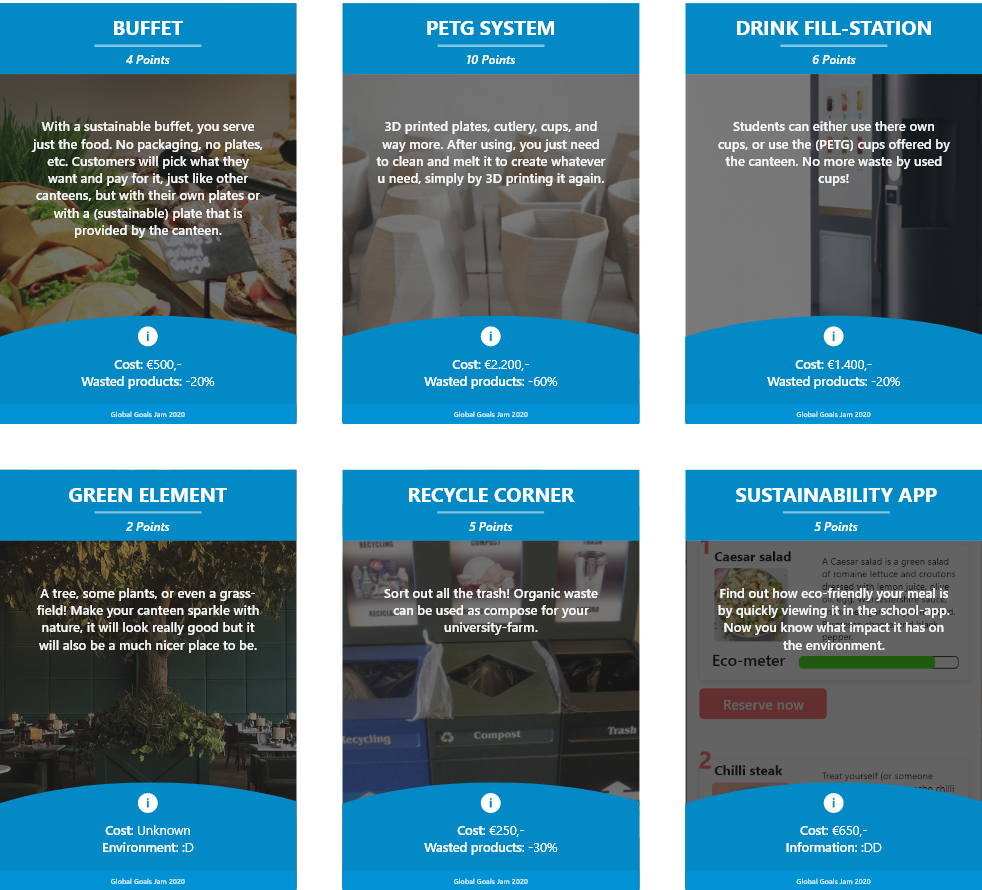 BUFFET
4 Points
With a sustainable buffet, you serve
just the food. No packaging, no plates,
etc. Customers will pick what they
want and pay for it, just like other
canteens, but with their own plates or
with a (sustainable) plate that is
provided by the canteen.
i
Cost: €500,-
Wasted products: -20%
Global Goals Jam 2020
PETG SYSTEM
10 Points
3D printed plates, cutlery, cups, and
way more. After using, you just need
to clean and melt it to create whatever
u need, simply by 3D printing it again.
i
Cost: €2.200,-
Wasted products: -60%
Global Goals Jam 2020
DRINK FILL-STATION
6 Points
Students can either use there own
cups, or use the (PETG) cups offered by
the canteen. No more waste by used
cups!
i
Cost: €1.400,-
Wasted products: -20%
Global Goals Jam 2020
GREEN ELEMENT
2 Points
A tree, some plants, or even a grass-
field! Make your canteen sparkle with
nature, it will look really good but it
will also be a much nicer place to be.
i
Cost: Unknown
Environment: :D
Global Goals Jam 2020
RECYCLE CORNER
5 Points
RECYCLING
COMPOST
TRASH
Sort out all the trash! Organic waste
can be used as compose for your
university-farm.
Recycling
Compost
Trash
i
Cost: €250,-
Wasted products: -30%
Global Goals Jam 2020
SUSTAINABILITY APP
5 Points
1
Caesar salad
A Caesar salad is a green salad
of romaine lettuce and croutons
dressed with lemon juice, olive
pepper.
Find out how eco-friendly your meal is
by quickly viewing it in the school-app.
Now you know what impact it has on
the environment.
Eco-meter
Reserve now
2
Chilli steak
Treat yourself (or someone
chilli
i
Cost: €650,-
Information: :DD
Global Goals Jam 2020